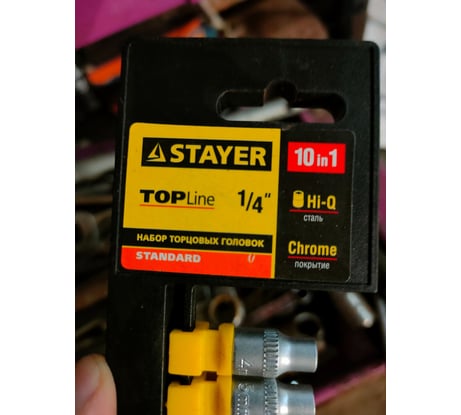 STAYER
10 in 1
TOPLine 1/4"
Hi-Q
сталь
НАБОР ТОРЦОВЫХ ГОЛОВОК
STANDARD
Chrome
покрытие